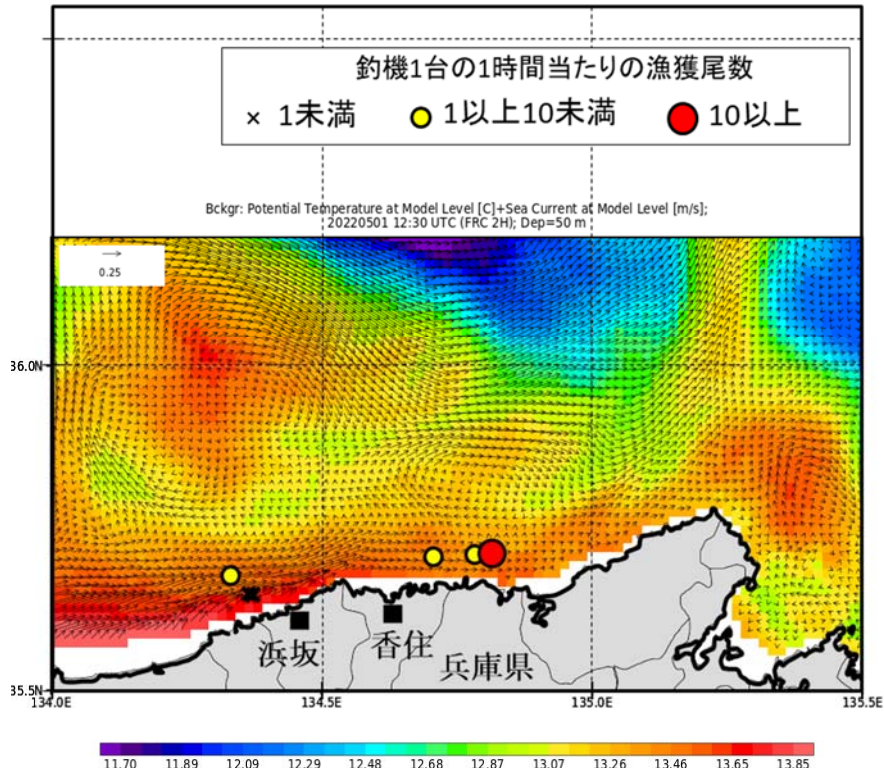 釣機1台の1時間当たりの漁獲尾数
× 1未満 1以上10未満 10以上
Bckgr: Potential Temperature at Model Level [C]+Sea Current at Model Level [m/s];
20220501 12:30 UTC (FRC 2H); Dep=50 m
0.25
36.0N
浜坂
香住
兵庫県
35.5N
134.0E 134.5E 135.0E 135.5E
11.70 11.89 12.09 12.29 12.48 12.68 12.87 13.07 13.26 13.46 13.65 13.85